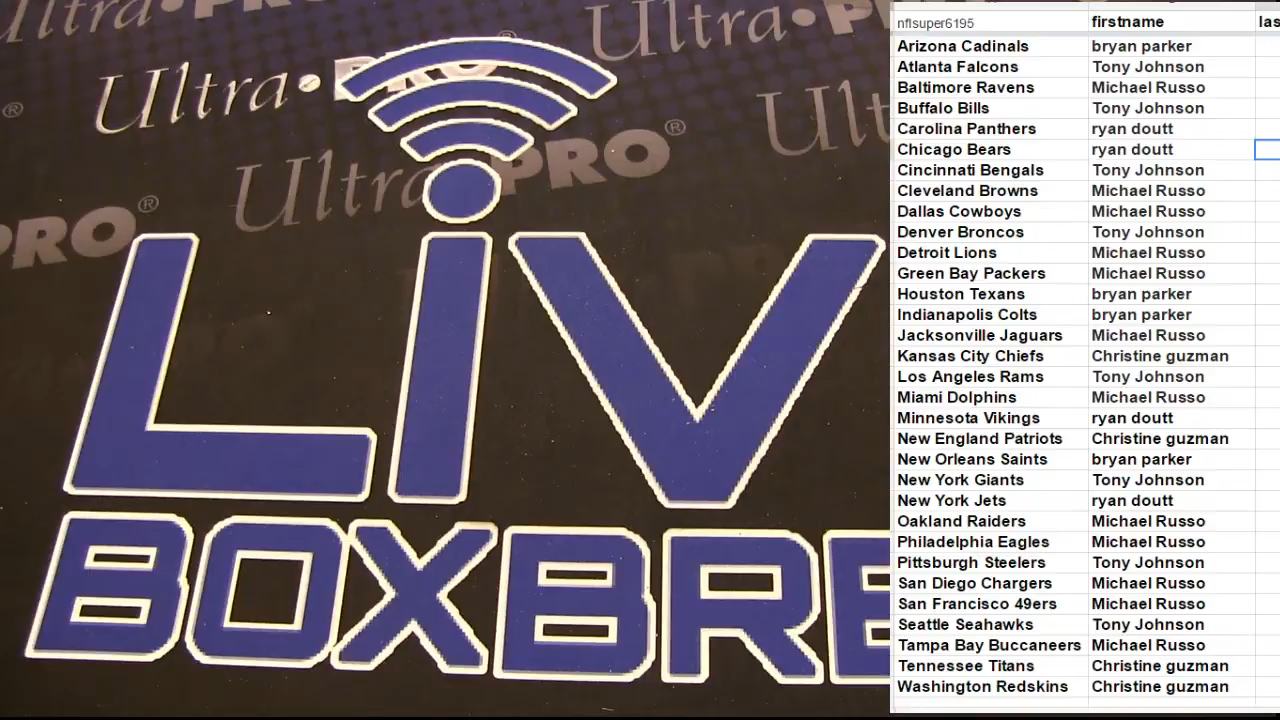 Ultra•PRO
Ultra•PRO
Ultra•PRO®
®
Ultra•PRO®
Ultra PRO®
Ult
PRO®
LiV
BOXBRE
nflsuper6195 firstname las
Arizona Cadinals bryan parker
Atlanta Falcons Tony Johnson
Baltimore Ravens Michael Russo
Buffalo Bills Tony Johnson
Carolina Panthers ryan doutt
Chicago Bears ryan doutt
Cincinnati Bengals Tony Johnson
Cleveland Browns Michael Russo
Dallas Cowboys Michael Russo
Denver Broncos Tony Johnson
Detroit Lions Michael Russo
Green Bay Packers Michael Russo
Houston Texans bryan parker
Indianapolis Colts bryan parker
Jacksonville Jaguars Michael Russo
Kansas City Chiefs Christine guzman
Los Angeles Rams Tony Johnson
Miami Dolphins Michael Russo
Minnesota Vikings ryan doutt
New England Patriots Christine guzman
New Orleans Saints bryan parker
New York Giants Tony Johnson
New York Jets ryan doutt
Oakland Raiders Michael Russo
Philadelphia Eagles Michael Russo
Pittsburgh Steelers Tony Johnson
San Diego Chargers Michael Russo
San Francisco 49ers Michael Russo
Seattle Seahawks Tony Johnson
Tampa Bay Buccaneers Michael Russo
Tennessee Titans Christine guzman
Washington Redskins Christine guzman